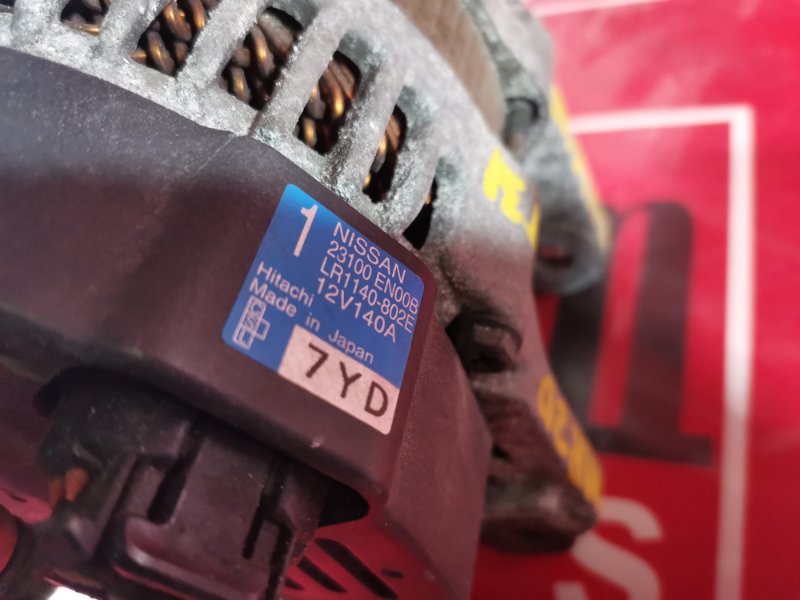 1
NISSAN
23100 EN00B
LR1140-802E
12V140A
Hitachi
Made in Japan
7YD
n
S